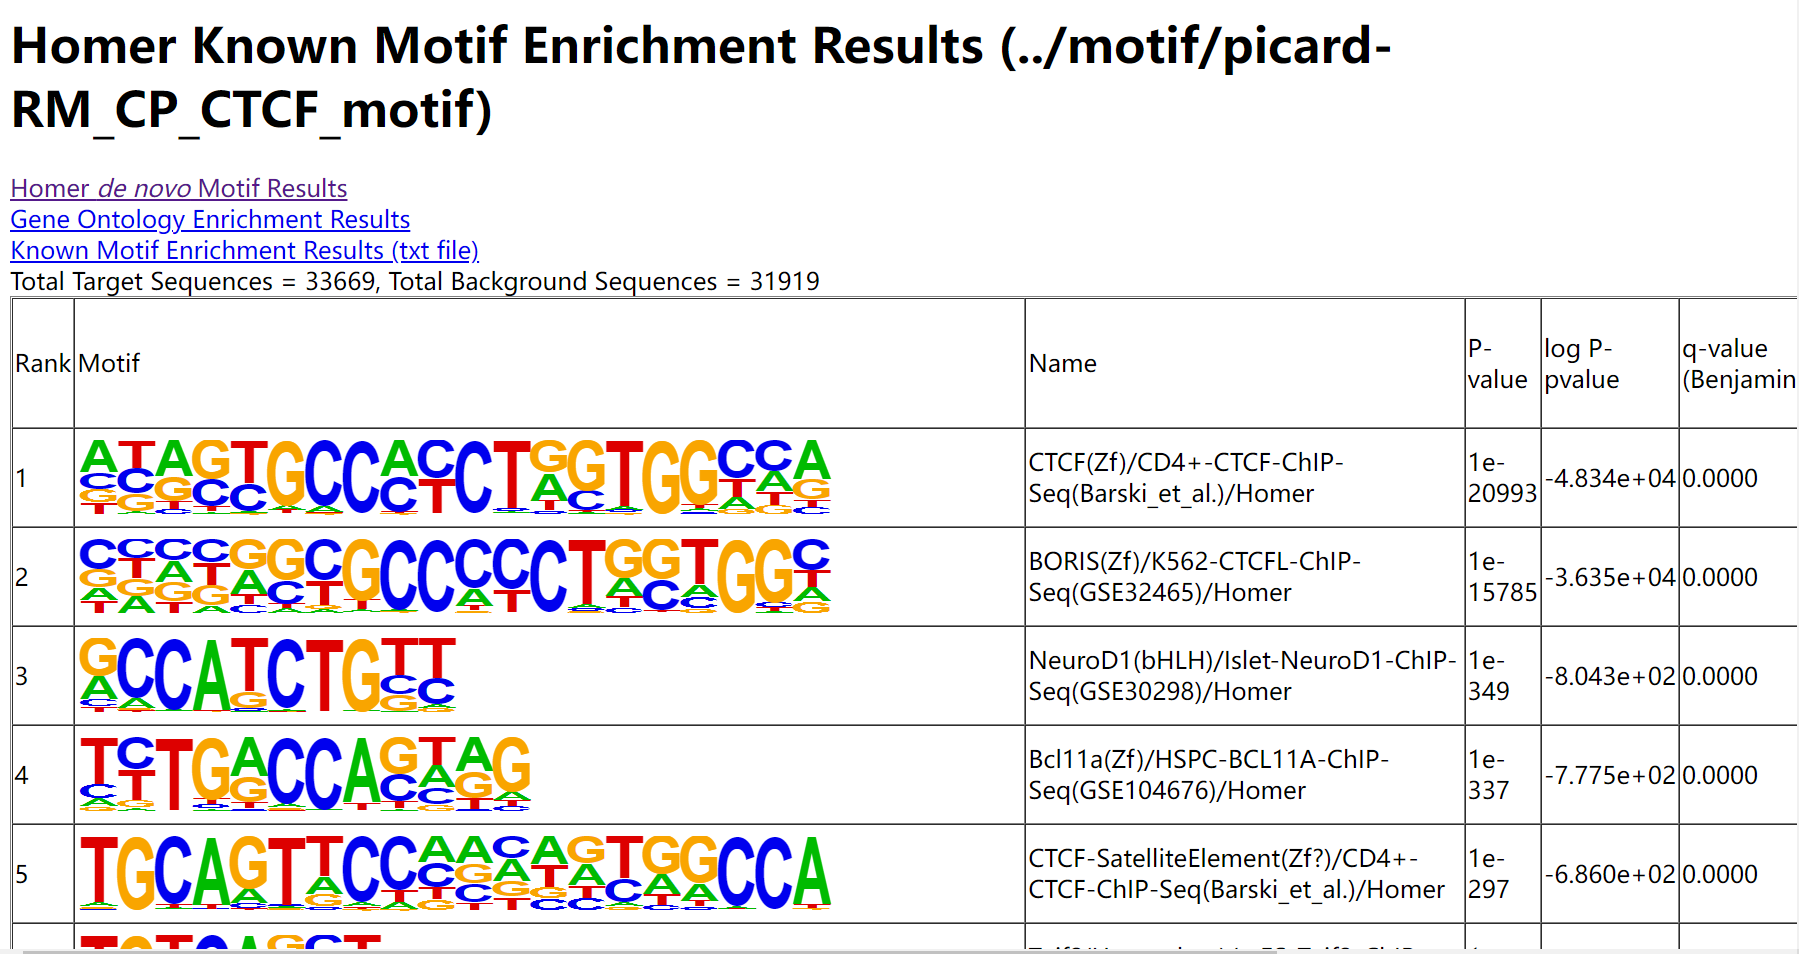 Homer Known Motif Enrichment Results (../motif/picard-
RM_CP_CTCF_motif)
Homer de novo Motif Results
Gene Ontology Enrichment Results
Known Motif Enrichment Results (txt file)
Total Target Sequences = 33669, Total Background Sequences = 31919
Rank Motif Name P-value log P-pvalue q-value (Benjamin
1
CTCF(Zf)/CD4+-CTCF-ChIP-
Seq(Barski_et_al.)/Homer
1e-
20993
-4.834e+04 0.0000
2
BORIS(Zf)/K562-CTCFL-ChIP-
Seq(GSE32465)/Homer
1e-
15785
-3.635e+04 0.0000
3
NeuroD1(bHLH)/Islet-NeuroD1-ChIP-
Seq(GSE30298)/Homer
1e-
349
-8.043e+02 0.0000
4
Bcl11a(Zf)/HSPC-BCL11A-ChIP-
Seq(GSE104676)/Homer
1e-
337
-7.775e+02 0.0000
5
CTCF-SatelliteElement(Zf?)/CD4+-
CTCF-ChIP-Seq(Barski_et_al.)/Homer
1e-
297
-6.860e+02 0.0000